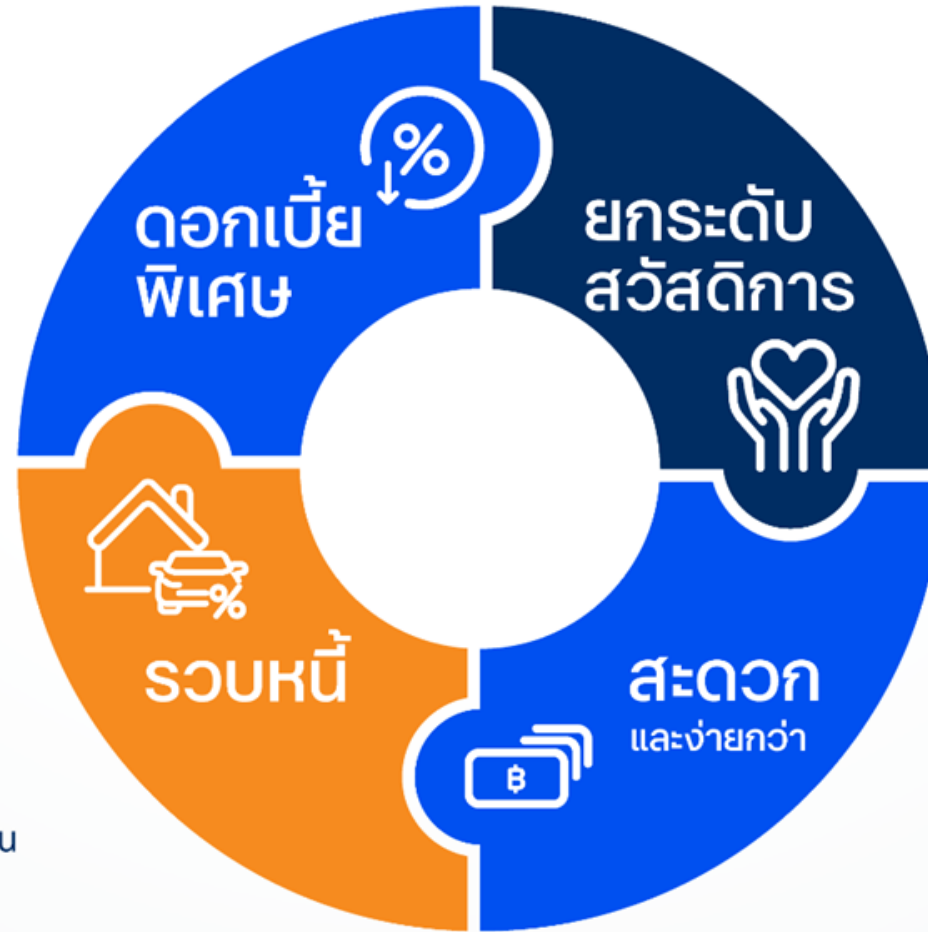 %
ดอกเบี้ย
พิเศษ
ยกระดับ
สวัสดิการ
%
รวบหนี้
สะดวก
และง่ายกว่า
฿
น